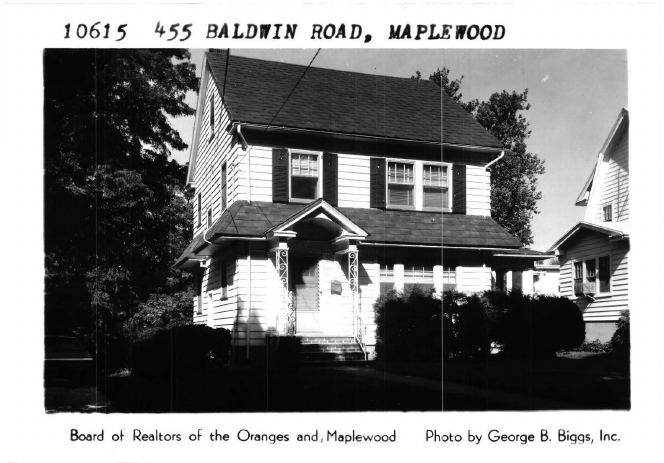 10615 455 BALDWIN ROAD, MAPLEWOOD
Board of Realtors of the Oranges and, Maplewood Photo by George B. Biggs, Inc.